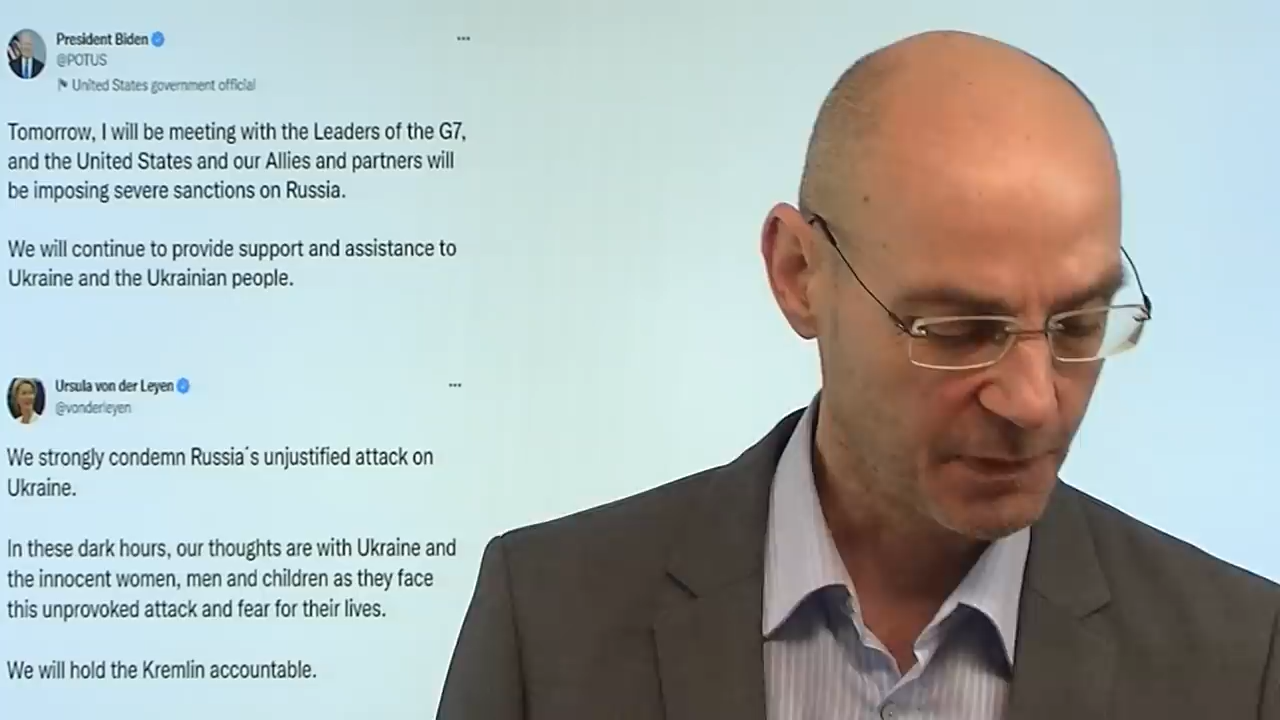 President Biden
@POTUS
United States government official
Tomorrow, I will be meeting with the Leaders of the G7,
and the United States and our Allies and partners will
be imposing severe sanctions on Russia.
We will continue to provide support and assistance to
Ukraine and the Ukrainian people.
Ursula von der Leyen
@vonderleyen
We strongly condemn Russia´s unjustified attack on
Ukraine.
In these dark hours, our thoughts are with Ukraine and
the innocent women, men and children as they face
this unprovoked attack and fear for their lives.
We will hold the Kremlin accountable.